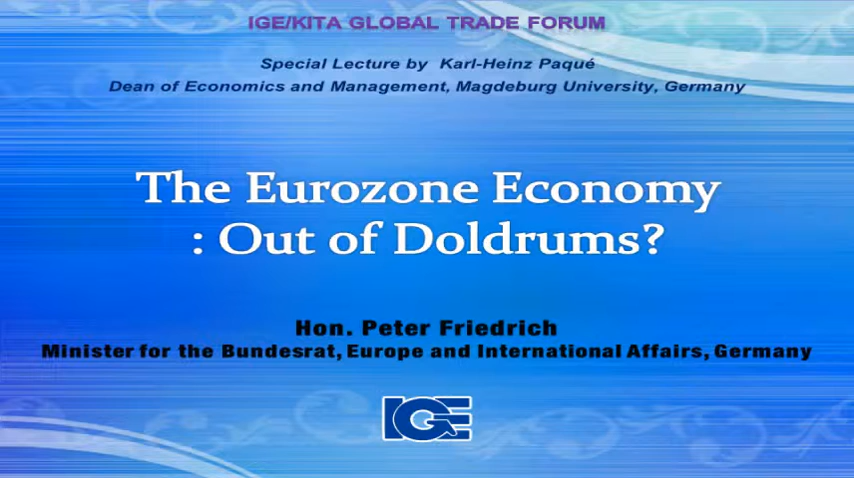 IGE/KITA GLOBAL TRADE FORUM
Special Lecture by Karl-Heinz Paqué
Dean of Economics and Management, Magdeburg University, Germany
The Eurozone Economy
: Out of Doldrums?
Hon. Peter Friedrich
Minister for the Bundesrat, Europe and International Affairs, Germany
IGE